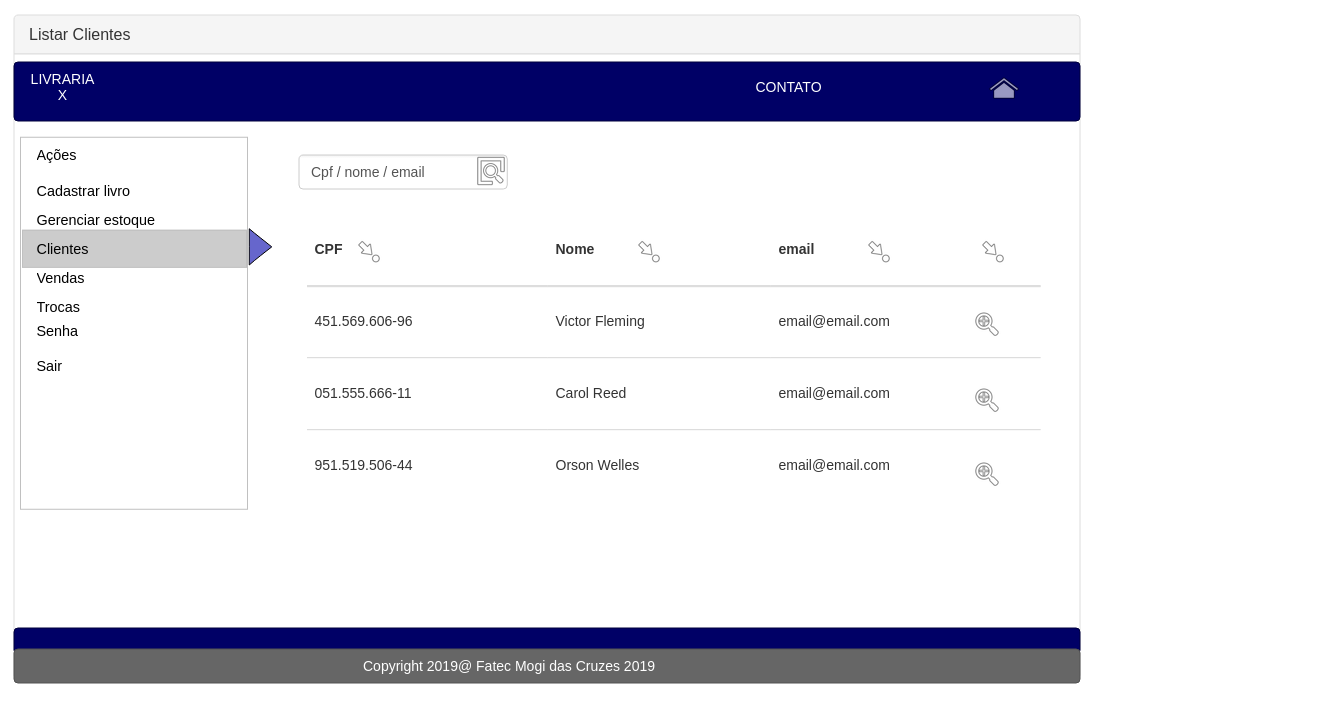 Listar Clientes
LIVRARIA
X
CONTATO
Ações
Cadastrar livro
Gerenciar estoque
Clientes
Vendas
Trocas
Senha
Sair
Cpf / nome / email
CPF Nome email
451.569.606-96 Victor Fleming email@email.com
051.555.666-11 Carol Reed email@email.com
951.519.506-44 Orson Welles email@email.com
Copyright 2019@ Fatec Mogi das Cruzes 2019